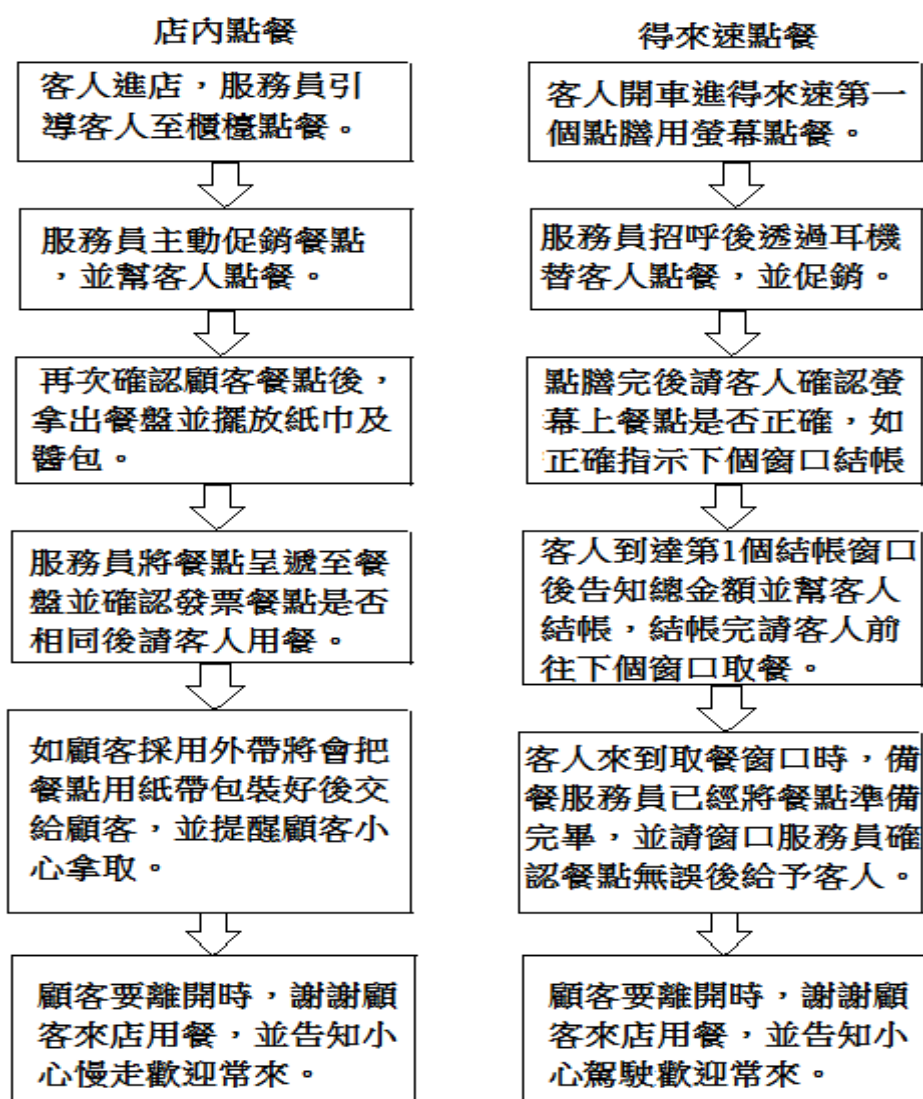 店內點餐
客人進店，服務員引
導客人至櫃檯點餐。
服務員主動促銷餐點
，並幫客人點餐。
再次確認顧客餐點後，
拿出餐盤並擺放紙巾及
醬包。
服務員將餐點呈遞至餐
盤並確認發票餐點是否
相同後請客人用餐。
如顧客採用外帶將會把
餐點用紙帶包裝好後交
給顧客，並提醒顧客小
心拿取。
顧客要離開時，謝謝顧
客來店用餐，並告知小
心慢走歡迎常來。
得來速點餐
客人開車進得來速第一
個點膳用螢幕點餐。
服務員招呼後透過耳機
替客人點餐，並促銷。
點膳完後請客人確認螢
幕上餐點是否正確，如
正確指示下個窗口結帳
客人到達第1個結帳窗口
後告知總金額並幫客人
結帳，結帳完請客人前
往下個窗口取餐。
客人來到取餐窗口時，備
餐服務員已經將餐點準備
完畢，並請窗口服務員確
認餐點無誤後給予客人。
顧客要離開時，謝謝顧
客來店用餐，並告知小
心駕駛歡迎常來。